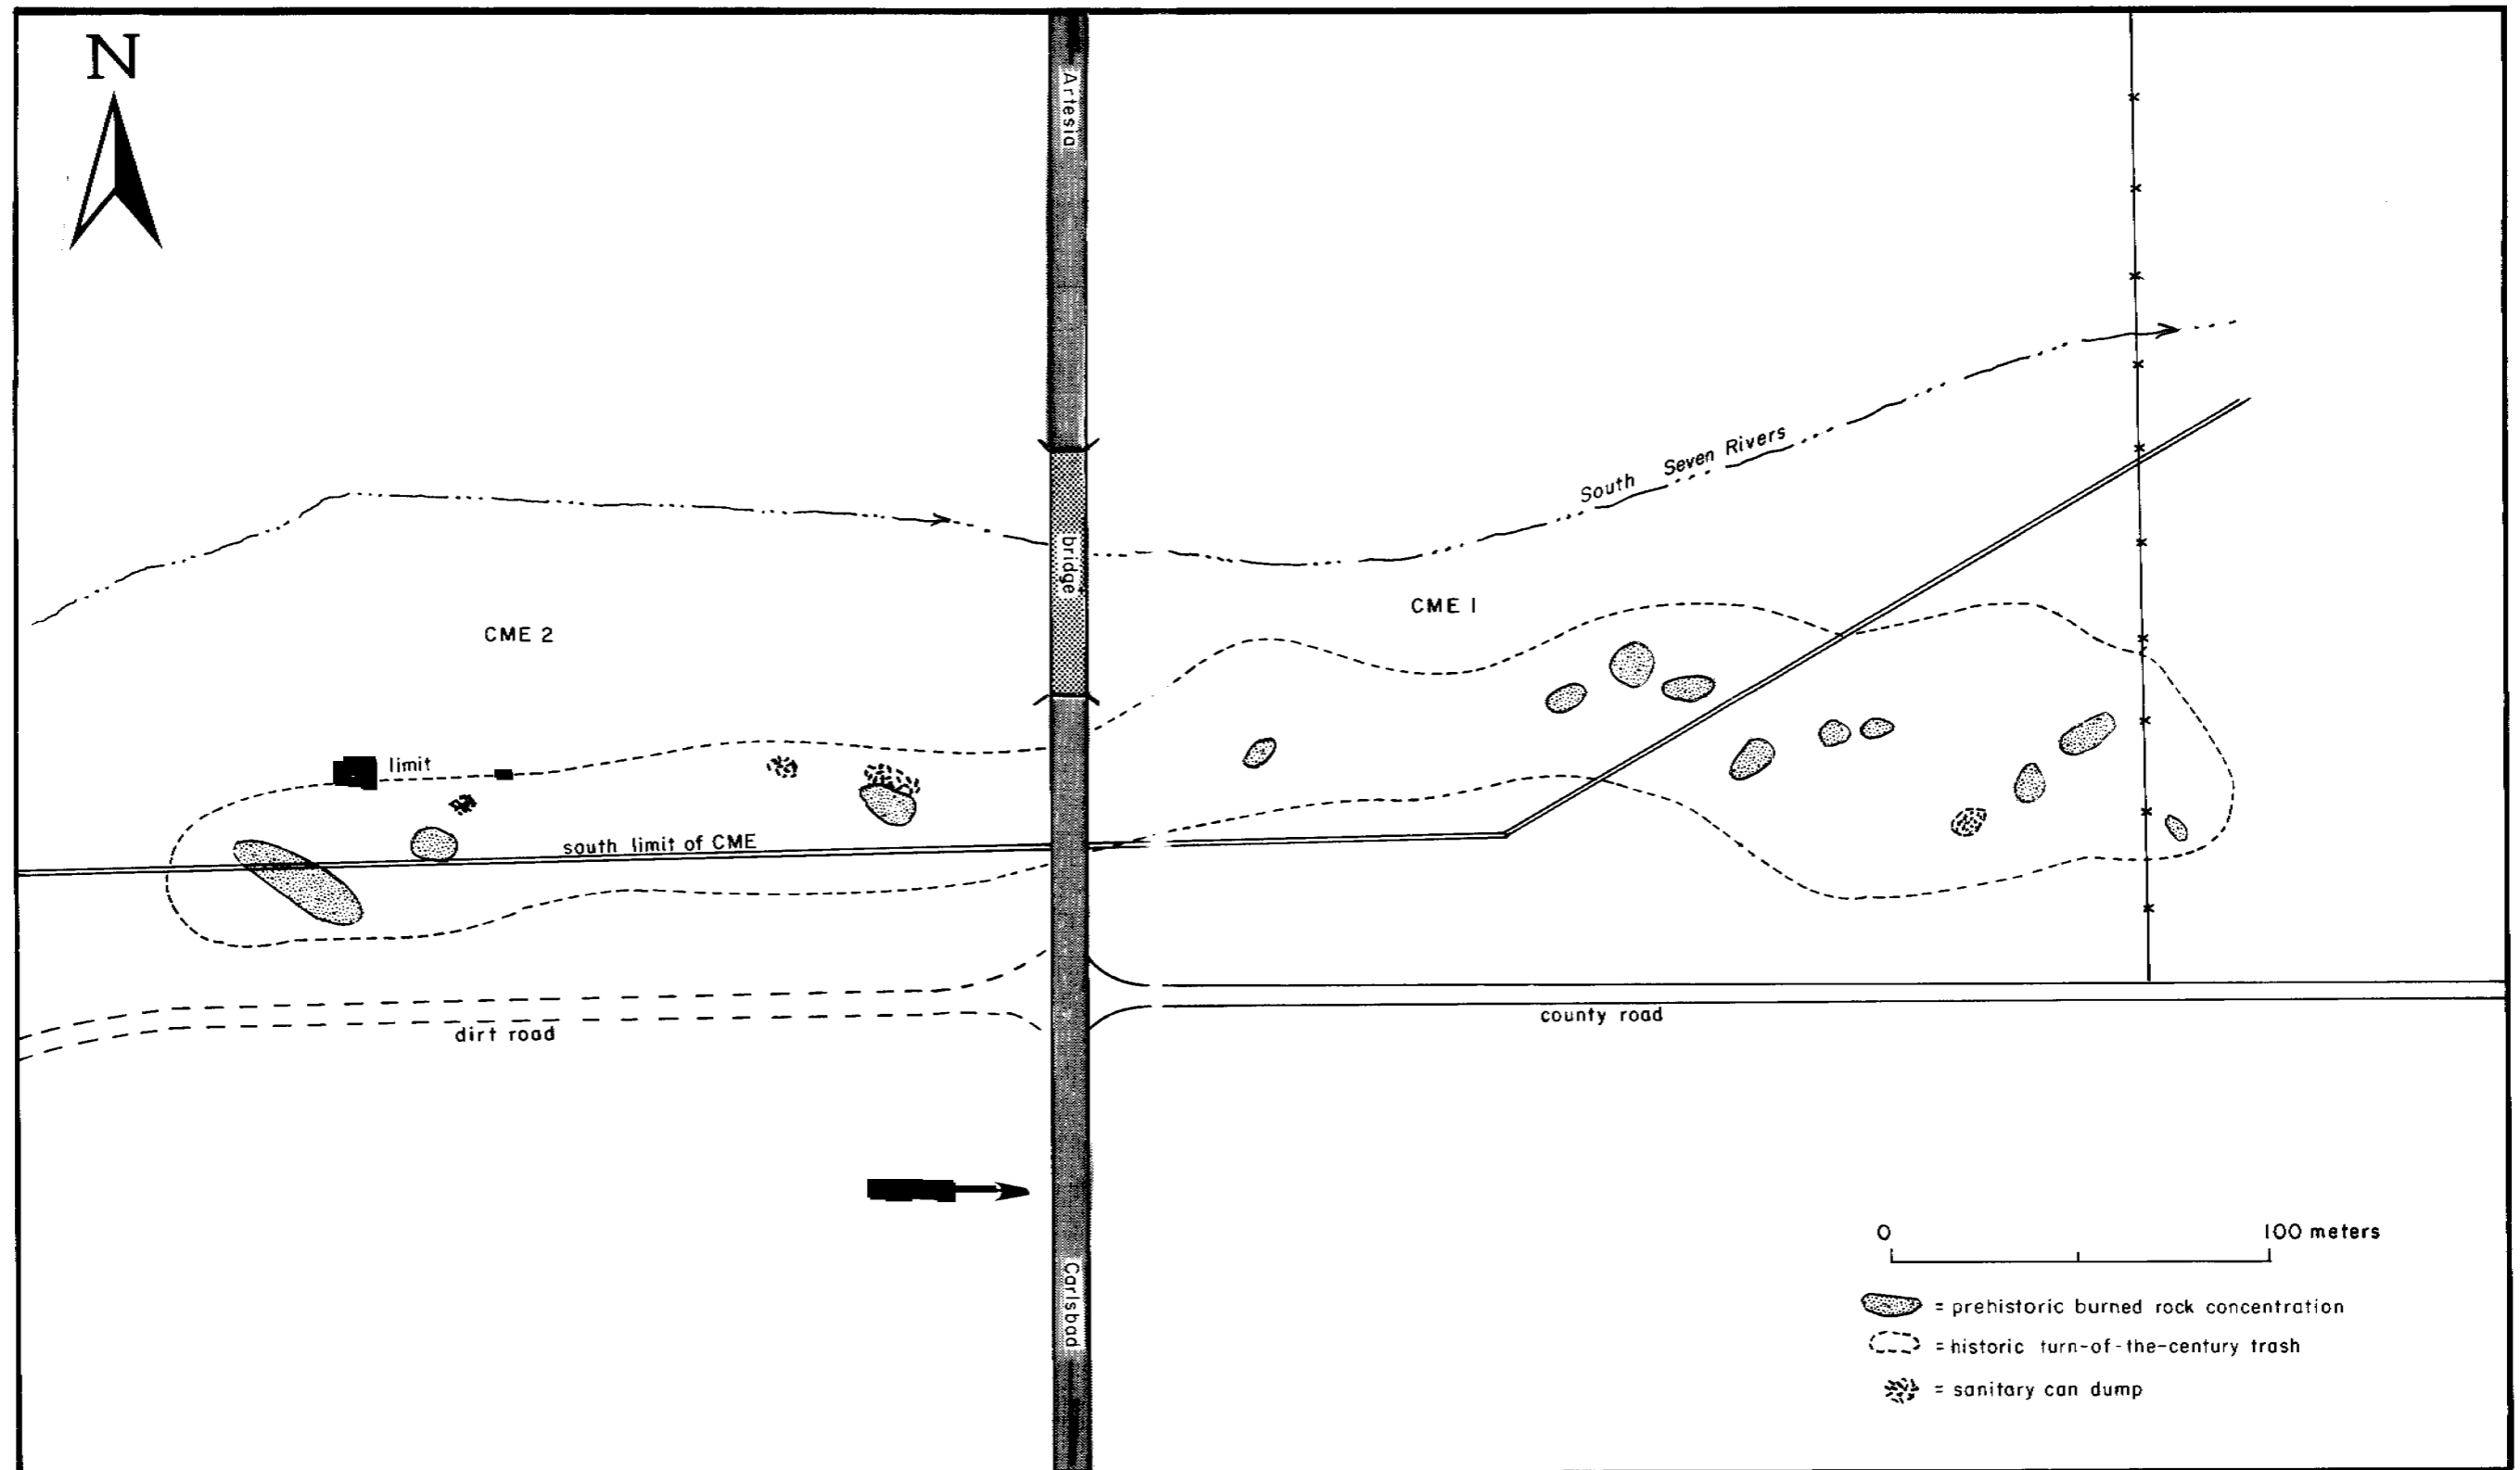 N
Artesia
South Seven Rivers
bridge
CME 1
CME 2
limit
south limit of CME
dirt road
county road
Carlsbad
0 100 meters
= prehistoric burned rock concentration
= historic turn-of-the-century trash
= sanitary can dump